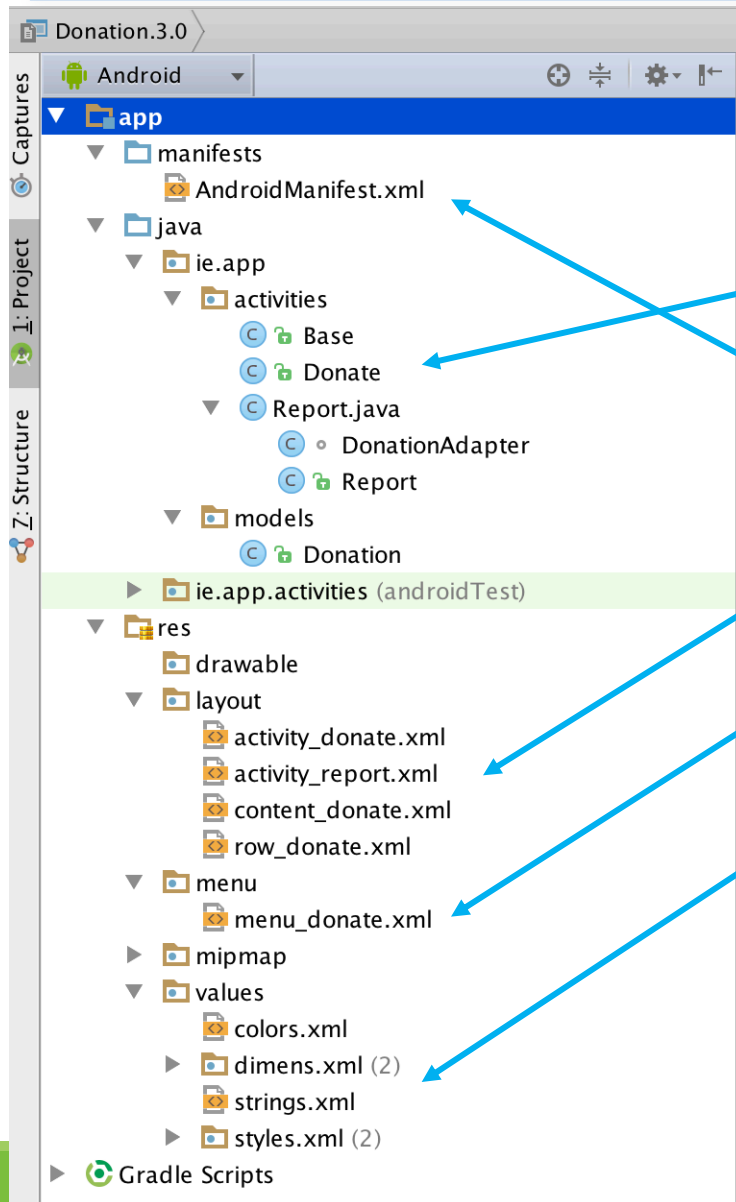 Donation.3.0
Android
Captures
1: Project
Z: Structure
app
manifests
AndroidManifest.xml
java
ie.app
activities
Base
Donate
Report.java
DonationAdapter
Report
models
Donation
ie.app.activities (androidTest)
res
drawable
layout
activity_donate.xml
activity_report.xml
content_donate.xml
row_donate.xml
menu
menu_donate.xml
mipmap
values
colors.xml
dimens.xml (2)
strings.xml
styles.xml (2)
Gradle Scripts